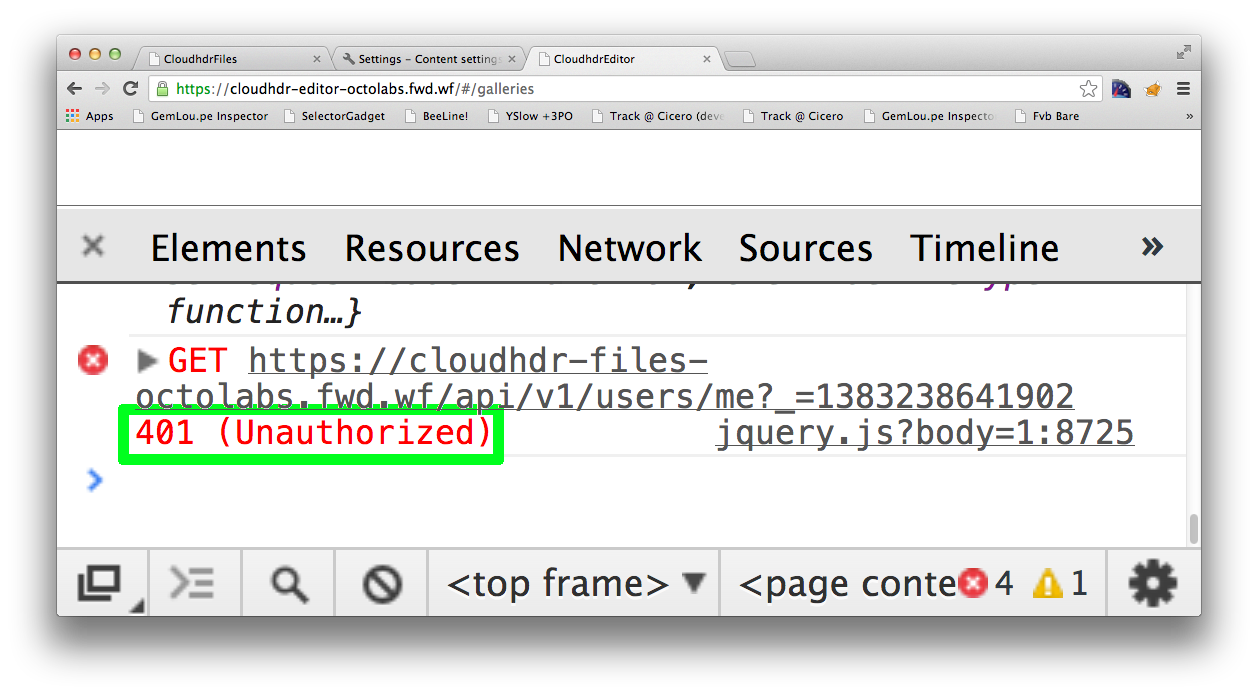 CloudhdrFiles × Settings – Content settings × CloudhdrEditor ×
https://cloudhdr-editor-octolabs.fwd.wf/#/galleries
Apps GemLou.pe Inspector SelectorGadget BeeLine! YSlow +3PO Track @ Cicero (devo Track @ Cicero GemLou.pe Inspecto Fvb Bare »
× Elements Resources Network Sources Timeline »
function…}
GET https://cloudhdr-files-
octolabs.fwd.wf/api/v1/users/me?_=1383238641902
401 (Unauthorized) jquery.js?body=1:8725
<top frame> ▼ <page conte 4 1